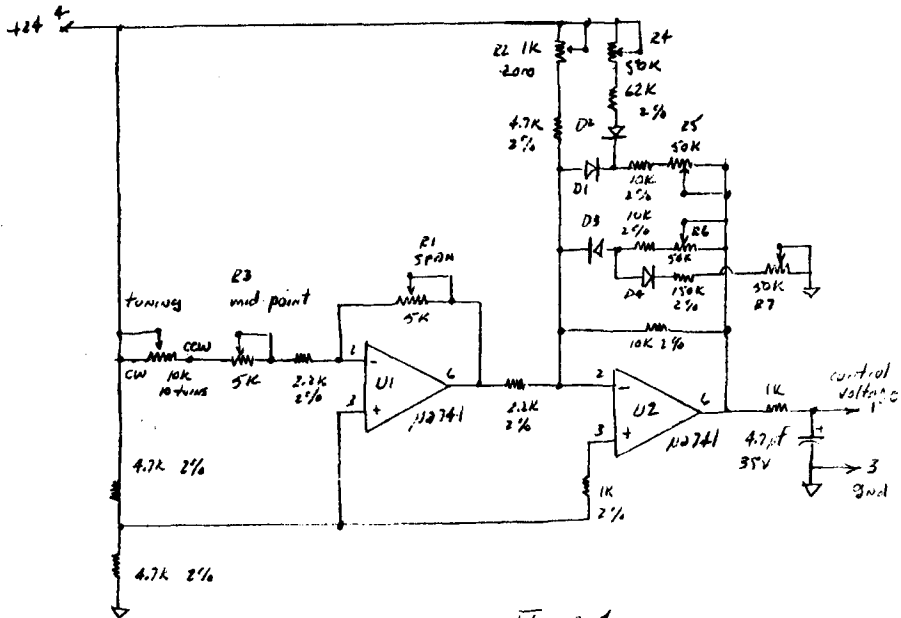 +24 4
R2 1K
zero
R4
50K
62K
2%
4.7K
2%
D2
R5
50K
D1
10K
2%
D3
10K
2%
R6
50K
D4
150K
2%
50K
R7
R1
SPAN
5K
tuning
R3
mid point
CW
CCW
10K
10 turns
5K
2.2K
2%
2
-
3
+
U1
6
µa741
2.2K
2%
10K 2%
2
-
3
+
U2
6
µa741
1K
control
voltage
1
4.7µf
35V
3
gnd
1K
2%
4.7K 2%
4.7K 2%